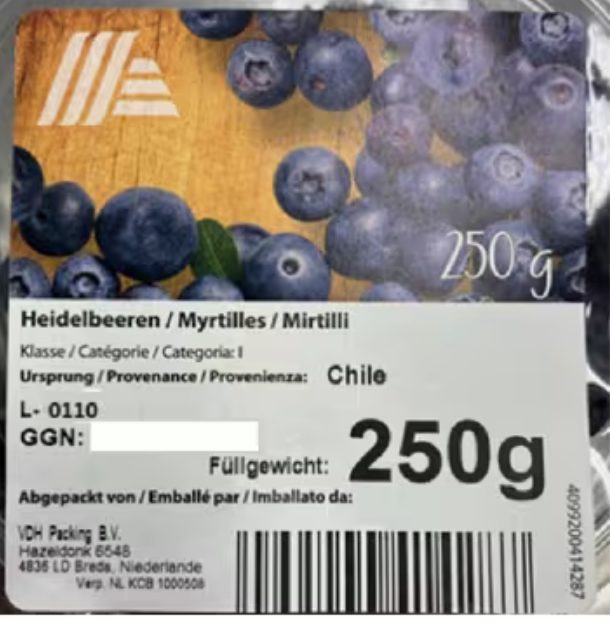 250 g
Heidelbeeren / Myrtilles / Mirtilli
Klasse / Catégorie / Categoria: I
Ursprung / Provenance / Provenienza: Chile
L- 0110
GGN:
Füllgewicht: 250g
Abgepackt von / Emballé par / Imballato da:
VDH Packing B.V.
Hazeldonk 6546
4836 LD Breda, Niederlande
Verp. NL KCB 1000508
4099200414287